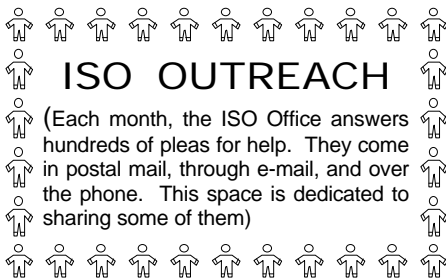 ISO OUTREACH
(Each month, the ISO Office answers
hundreds of pleas for help. They come
in postal mail, through e-mail, and over
the phone. This space is dedicated to
sharing some of them)